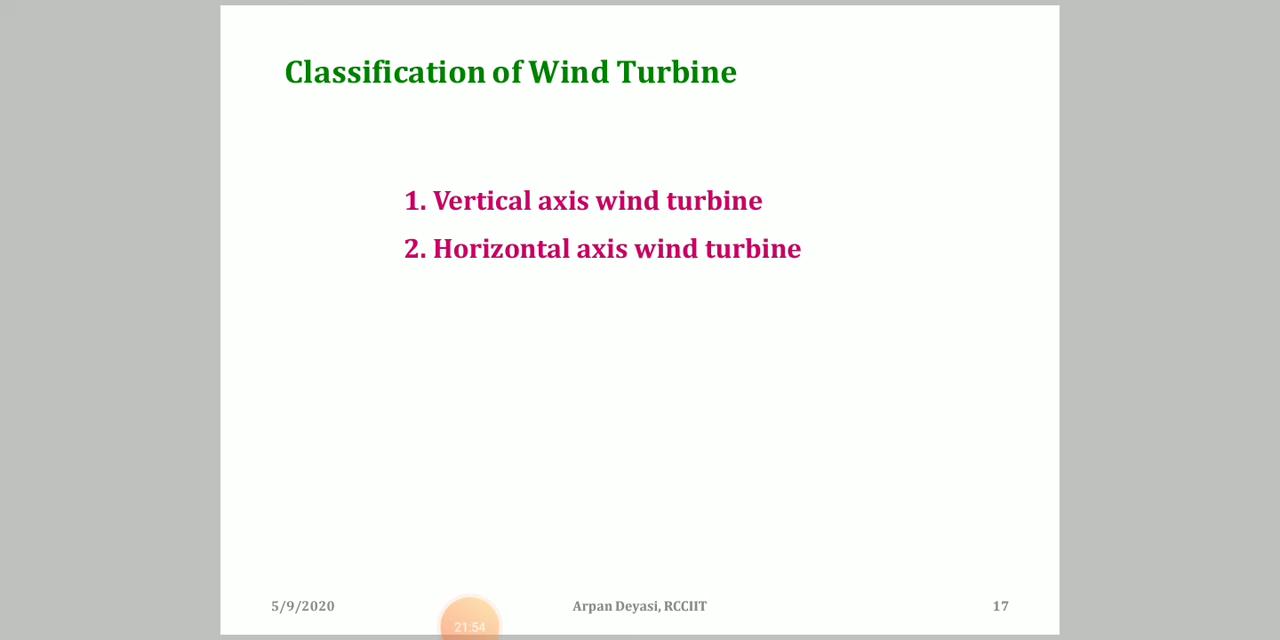 Classification of Wind Turbine
1. Vertical axis wind turbine
2. Horizontal axis wind turbine
5/9/2020
21:54
Arpan Deyasi, RCCIIT
17